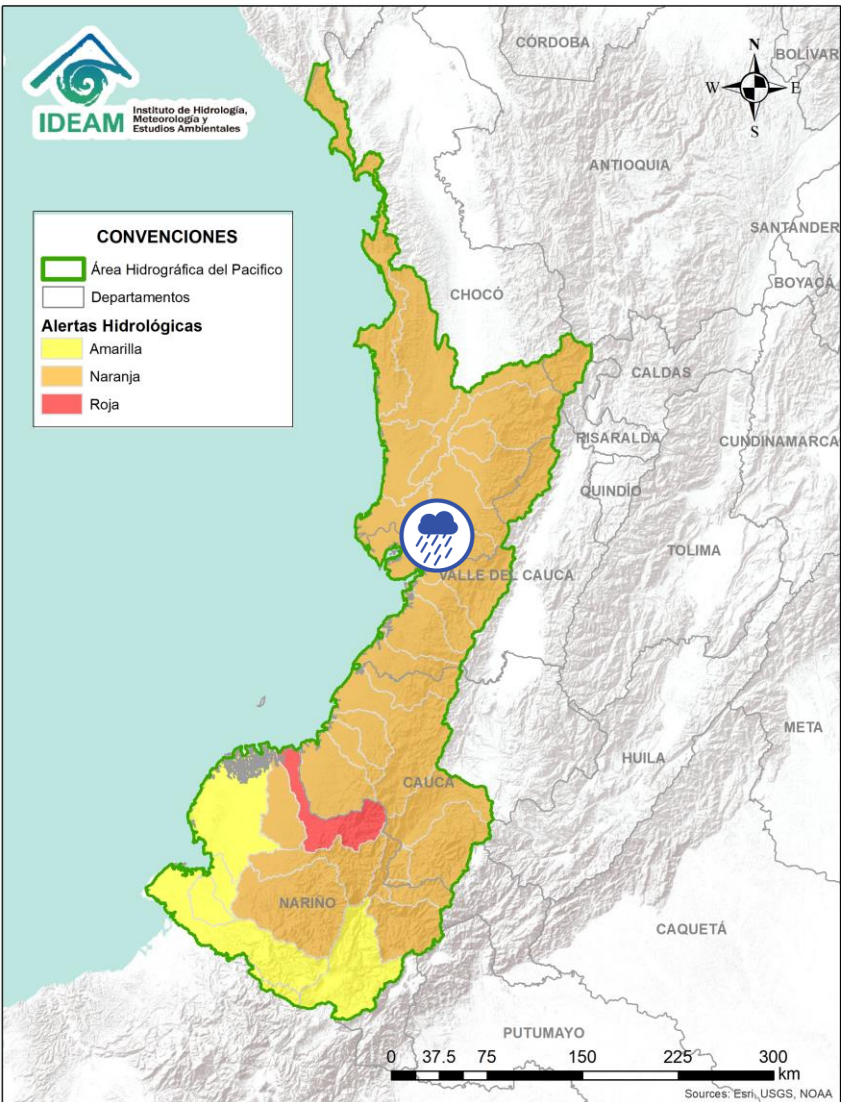 IDEAM
Instituto de Hidrología,
Meteorología y
Estudios Ambientales
N
W
E
S
CÓRDOBA
BOLÍVAR
ANTIOQUIA
SANTANDER
BOYACÁ
CHOCÓ
CONVENCIONES
Área Hidrográfica del Pacifico
Departamentos
Alertas Hidrológicas
Amarilla
Naranja
Roja
CALDAS
RISARALDA
CUNDINAMARCA
QUINDÍO
TOLIMA
VALLE DEL CAUCA
META
HUILA
CAUCA
NARIÑO
CAQUETÁ
PUTUMAYO
0 37.5 75 150 225 300
km
Sources: Esri, USGS, NOAA